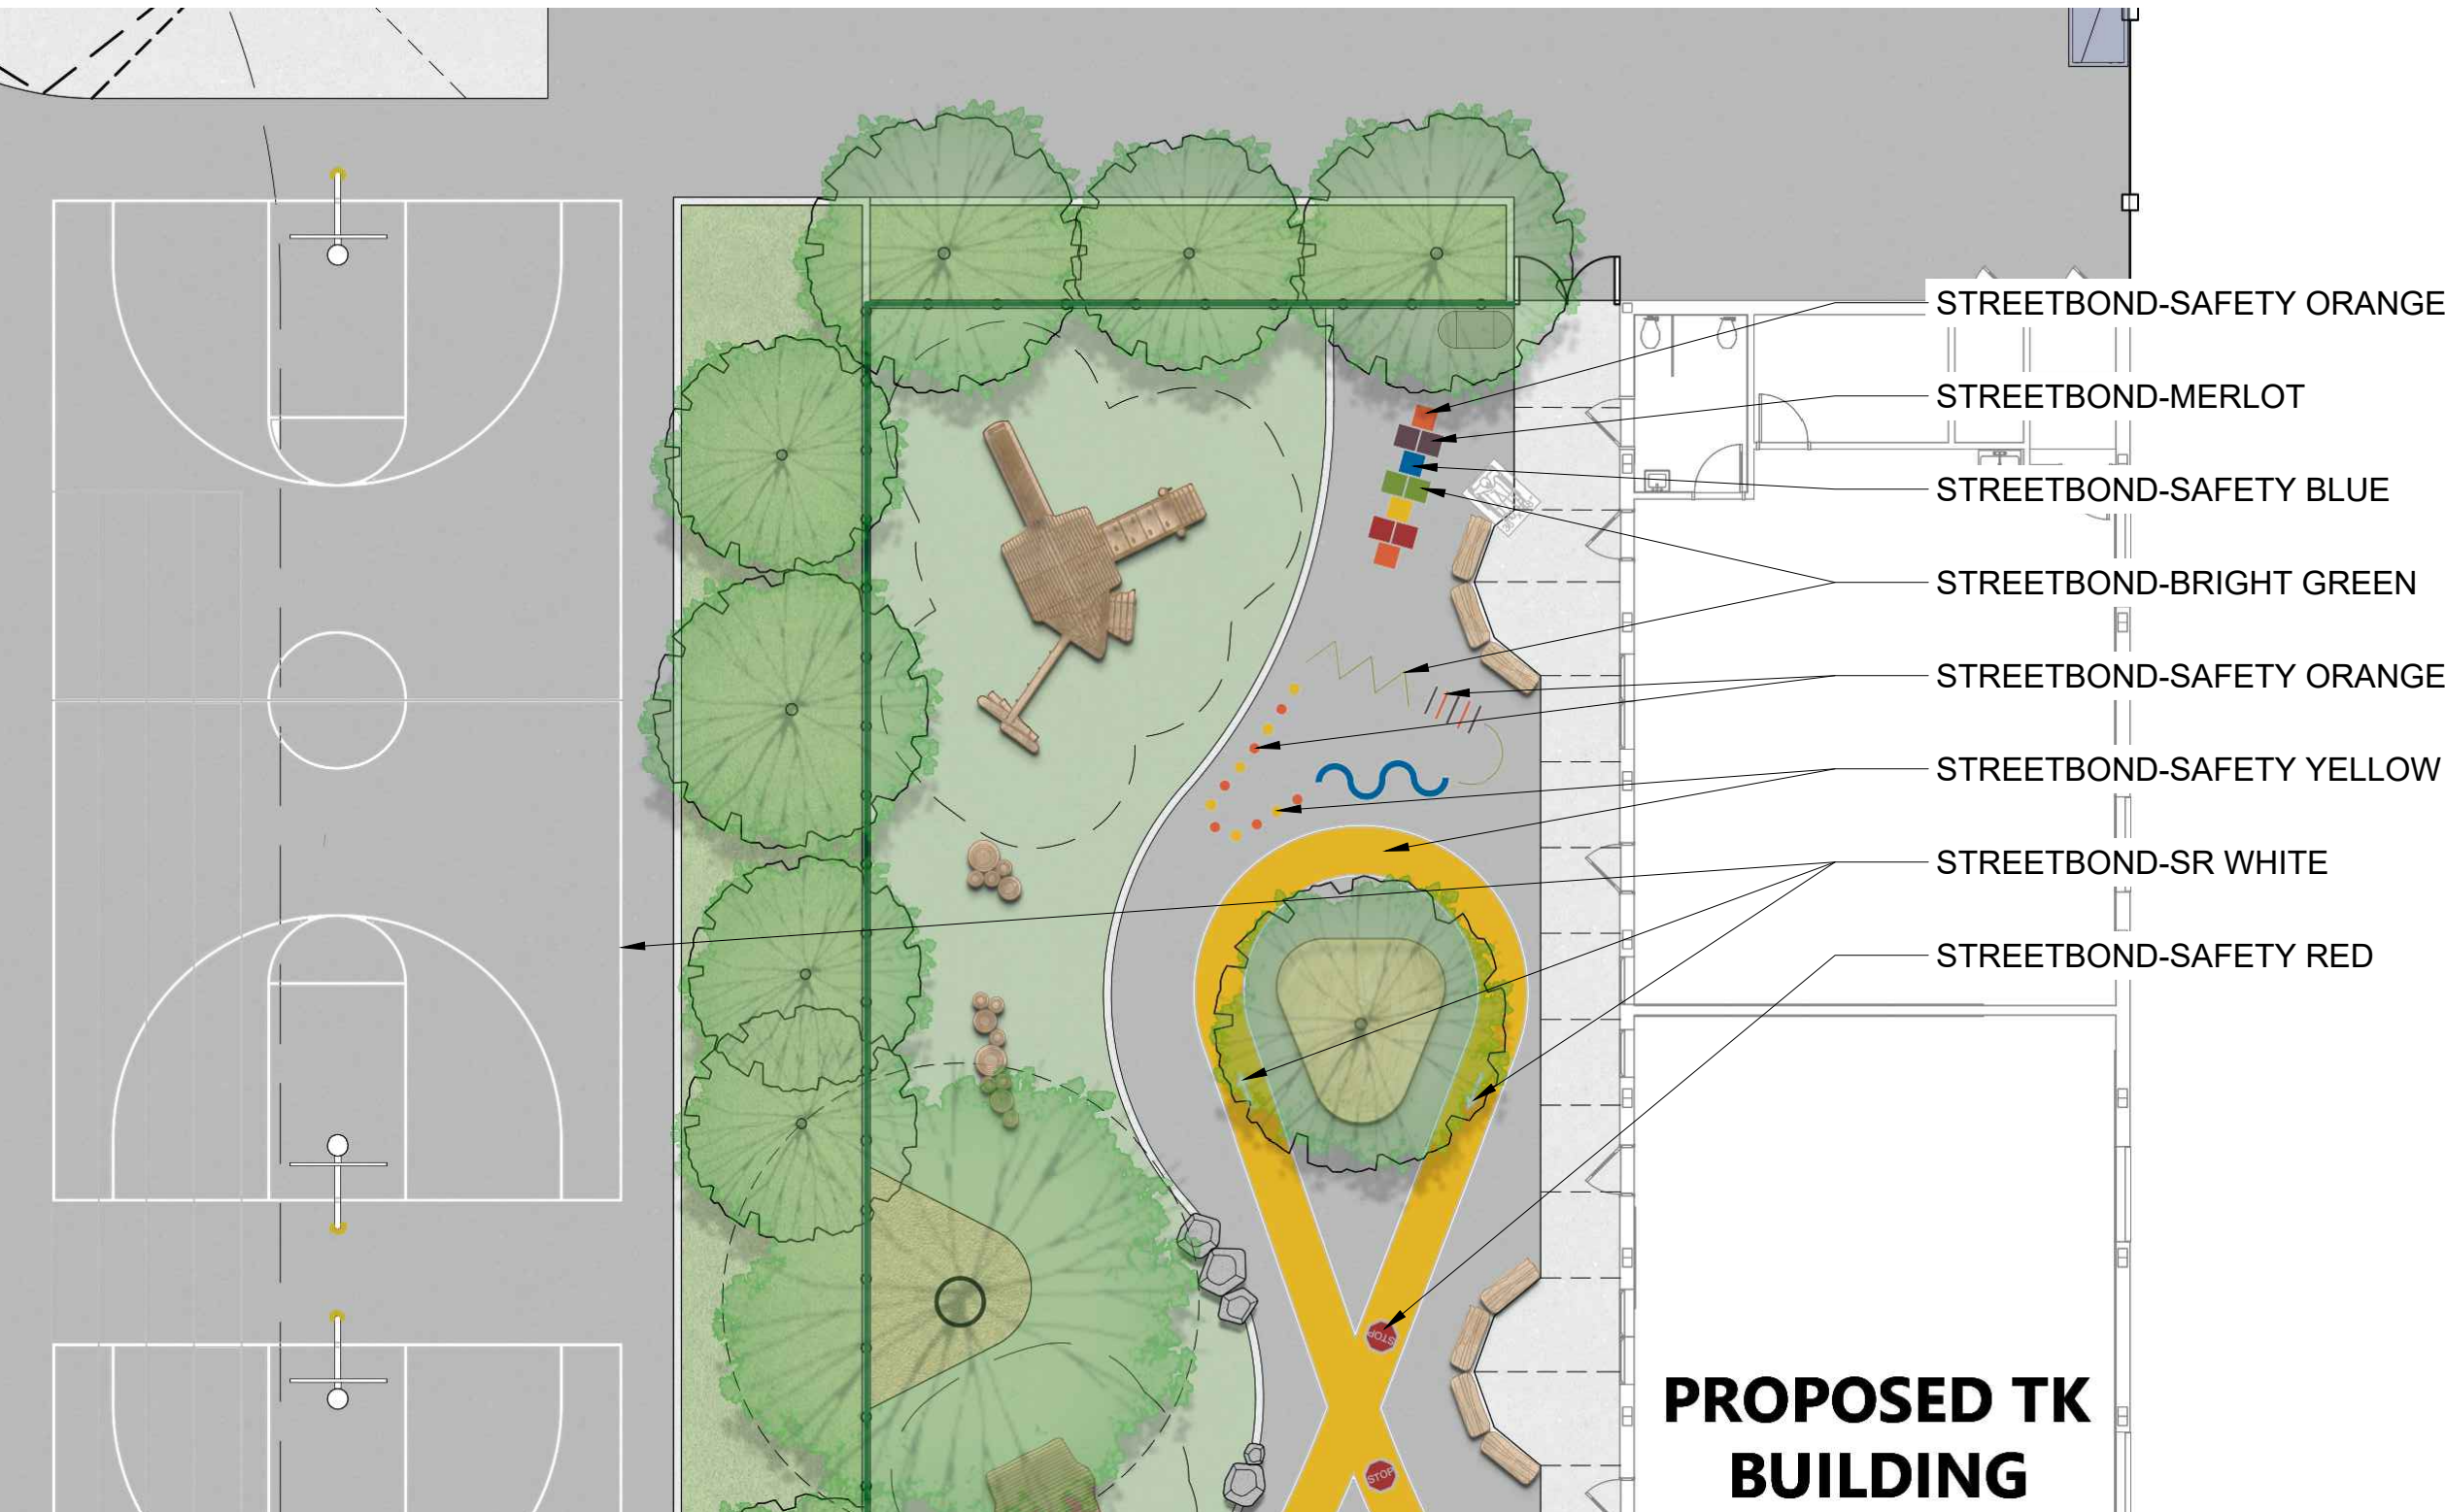 STREETBOND-SAFETY ORANGE
STREETBOND-MERLOT
STREETBOND-SAFETY BLUE
STREETBOND-BRIGHT GREEN
STREETBOND-SAFETY ORANGE
STREETBOND-SAFETY YELLOW
STREETBOND-SR WHITE
STREETBOND-SAFETY RED
STOP
PROPOSED TK
BUILDING
STOP